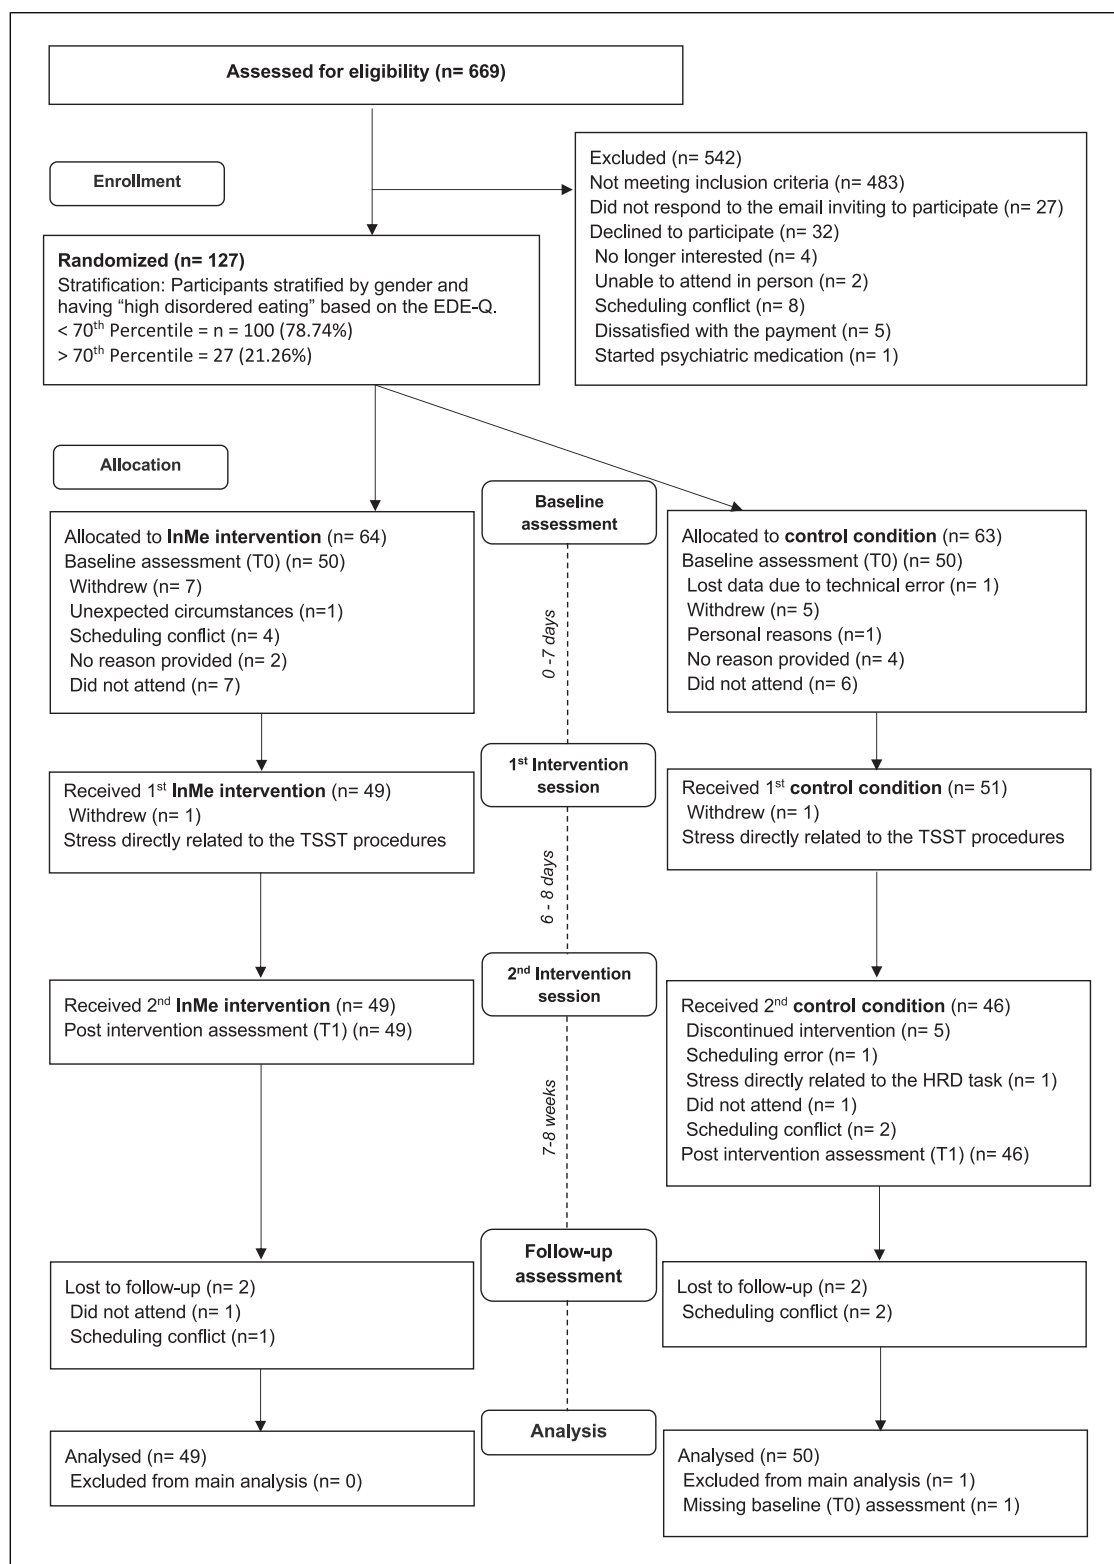 Assessed for eligibility (n= 669)
Enrollment
Excluded (n= 542)
Not meeting inclusion criteria (n= 483)
Did not respond to the email inviting to participate (n= 27)
Declined to participate (n= 32)
No longer interested (n= 4)
Unable to attend in person (n= 2)
Scheduling conflict (n= 8)
Dissatisfied with the payment (n= 5)
Started psychiatric medication (n= 1)
Randomized (n= 127)
Stratification: Participants stratified by gender and
having “high disordered eating” based on the EDE-Q.
< 70th Percentile = n = 100 (78.74%)
> 70th Percentile = 27 (21.26%)
Allocation
Baseline
assessment
Allocated to InMe intervention (n= 64)
Baseline assessment (T0) (n= 50)
Withdrew (n= 7)
Unexpected circumstances (n=1)
Scheduling conflict (n= 4)
No reason provided (n= 2)
Did not attend (n= 7)
Allocated to control condition (n= 63)
Baseline assessment (T0) (n= 50)
Lost data due to technical error (n= 1)
Withdrew (n= 5)
Personal reasons (n=1)
No reason provided (n= 4)
Did not attend (n= 6)
0 -7 days
1st Intervention
session
Received 1st InMe intervention (n= 49)
Withdrew (n= 1)
Stress directly related to the TSST procedures
Received 1st control condition (n= 51)
Withdrew (n= 1)
Stress directly related to the TSST procedures
6 - 8 days
2nd Intervention
session
Received 2nd InMe intervention (n= 49)
Post intervention assessment (T1) (n= 49)
Received 2nd control condition (n= 46)
Discontinued intervention (n= 5)
Scheduling error (n= 1)
Stress directly related to the HRD task (n= 1)
Did not attend (n= 1)
Scheduling conflict (n= 2)
Post intervention assessment (T1) (n= 46)
7-8 weeks
Follow-up
assessment
Lost to follow-up (n= 2)
Did not attend (n= 1)
Scheduling conflict (n=1)
Lost to follow-up (n= 2)
Scheduling conflict (n= 2)
Analysis
Analysed (n= 49)
Excluded from main analysis (n= 0)
Analysed (n= 50)
Excluded from main analysis (n= 1)
Missing baseline (T0) assessment (n= 1)